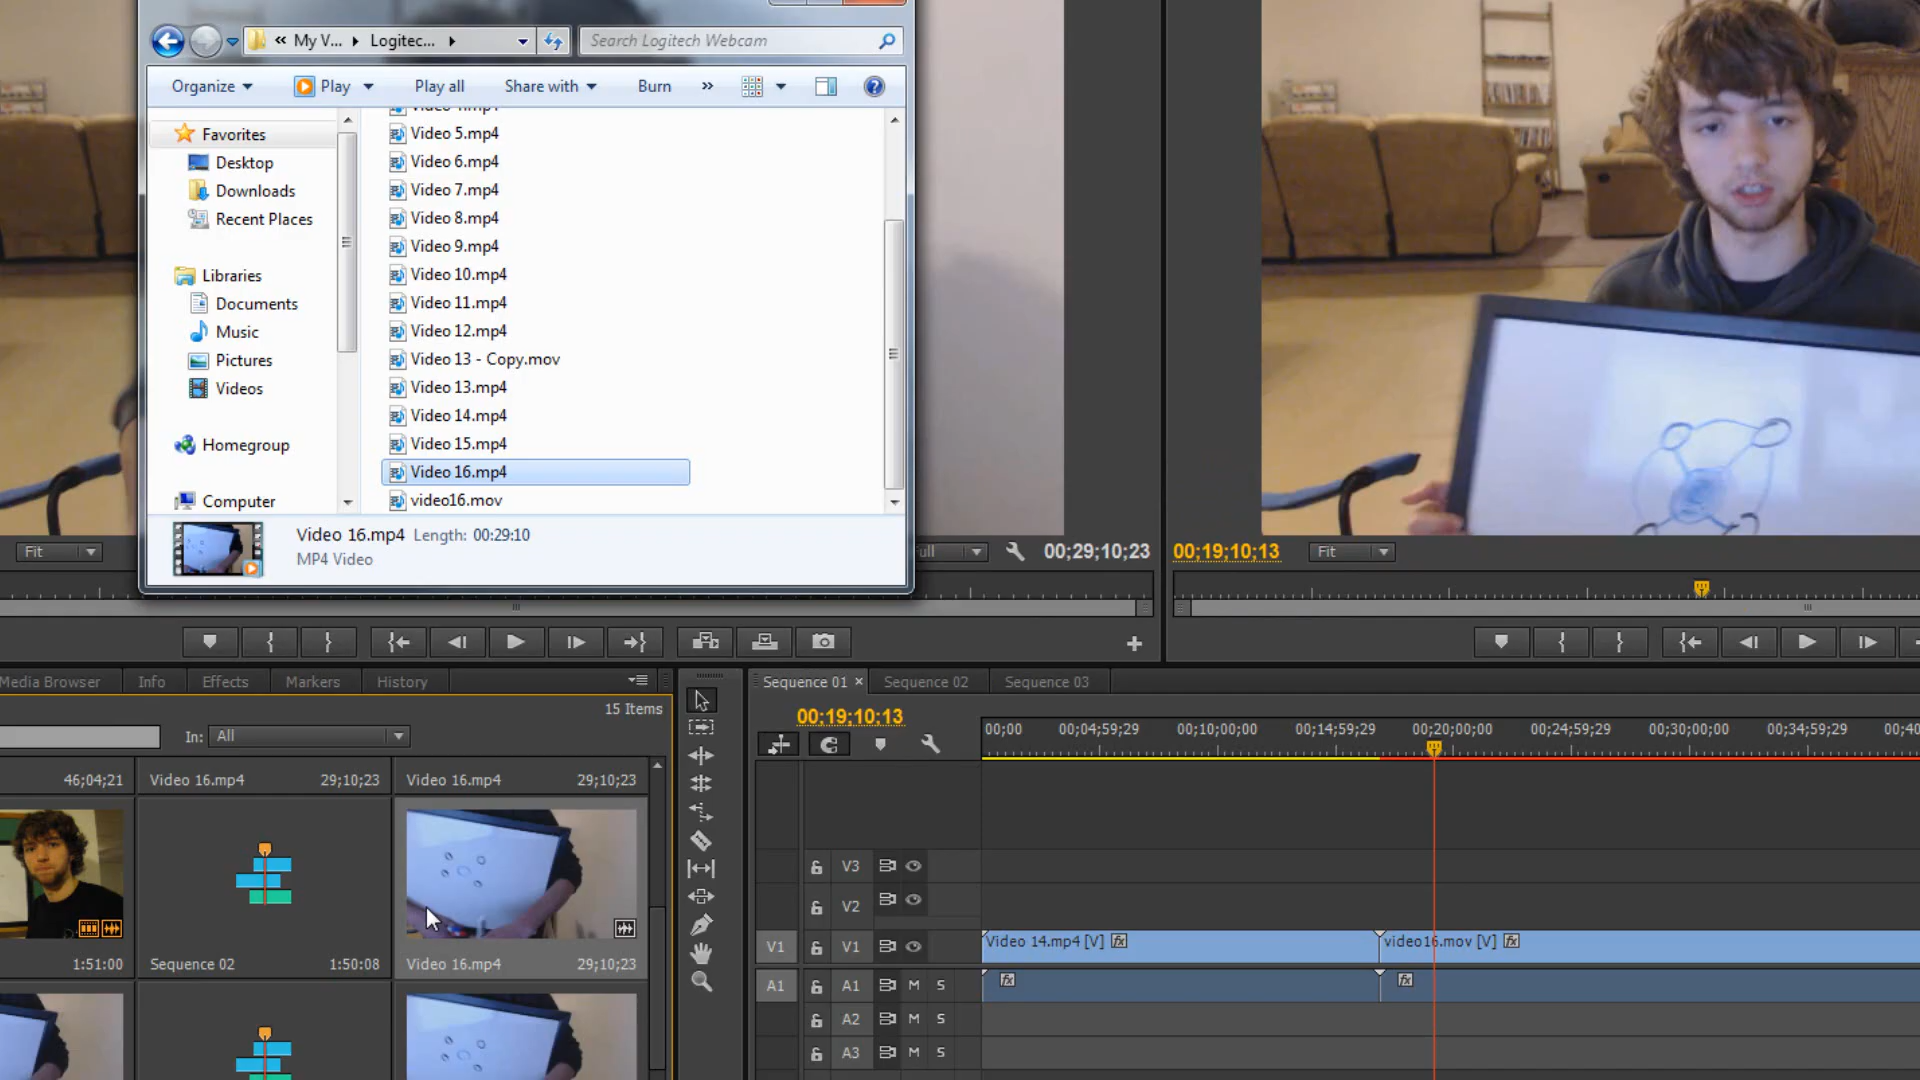 « My V... Logitec...
Search Logitech Webcam
Organize Play Play all Share with Burn »
Favorites
Desktop
Downloads
Recent Places
Libraries
Documents
Music
Pictures
Videos
Homegroup
Computer
Video 5.mp4
Video 6.mp4
Video 7.mp4
Video 8.mp4
Video 9.mp4
Video 10.mp4
Video 11.mp4
Video 12.mp4
Video 13 - Copy.mov
Video 13.mp4
Video 14.mp4
Video 15.mp4
Video 16.mp4
video16.mov
Video 16.mp4 Length: 00:29:10
MP4 Video
Fit
00;29;10;23
00;19;10;13
Fit
Media Browser Info Effects Markers History
15 Items
In: All
46;04;21 Video 16.mp4 29;10;23 Video 16.mp4 29;10;23
1:51:00 Sequence 02 1:50:08 Video 16.mp4 29;10;23
Sequence 01 × Sequence 02 Sequence 03
00;19;10;13
00;00 00;04;59;29 00;10;00;00 00;14;59;29 00;20;00;00 00;24;59;29 00;30;00;00 00;34;59;29 00;40
V3
V2
V1 V1 Video 14.mp4 [V] fx video16.mov [V] fx
A1 A1 M S fx fx
A2 M S
A3 M S